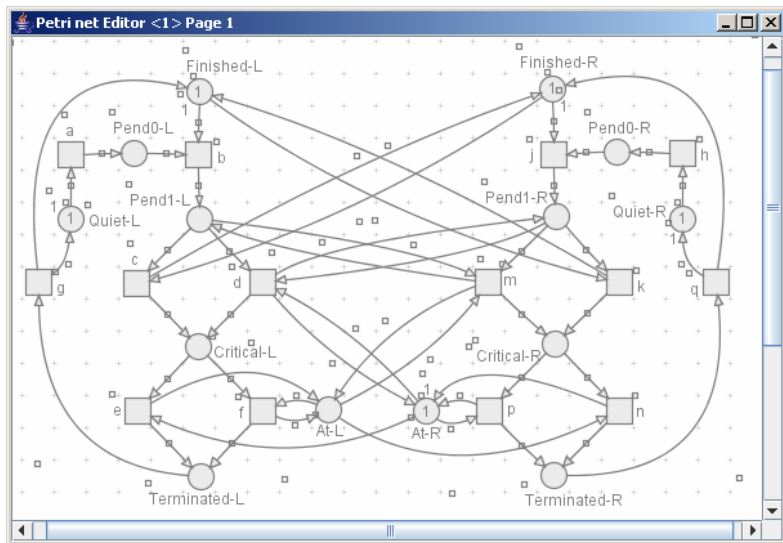 Petri net Editor <1> Page 1
Finished-L
Finished-R
1
1
1
1
a
Pend0-L
b
j
Pend0-R
h
1
1
Quiet-L
Pend1-L
Pend1-R
Quiet-R
1
1
c
d
g
m
k
q
Critical-L
Critical-R
1
e
f
At-L
1
At-R
p
n
Terminated-L
Terminated-R